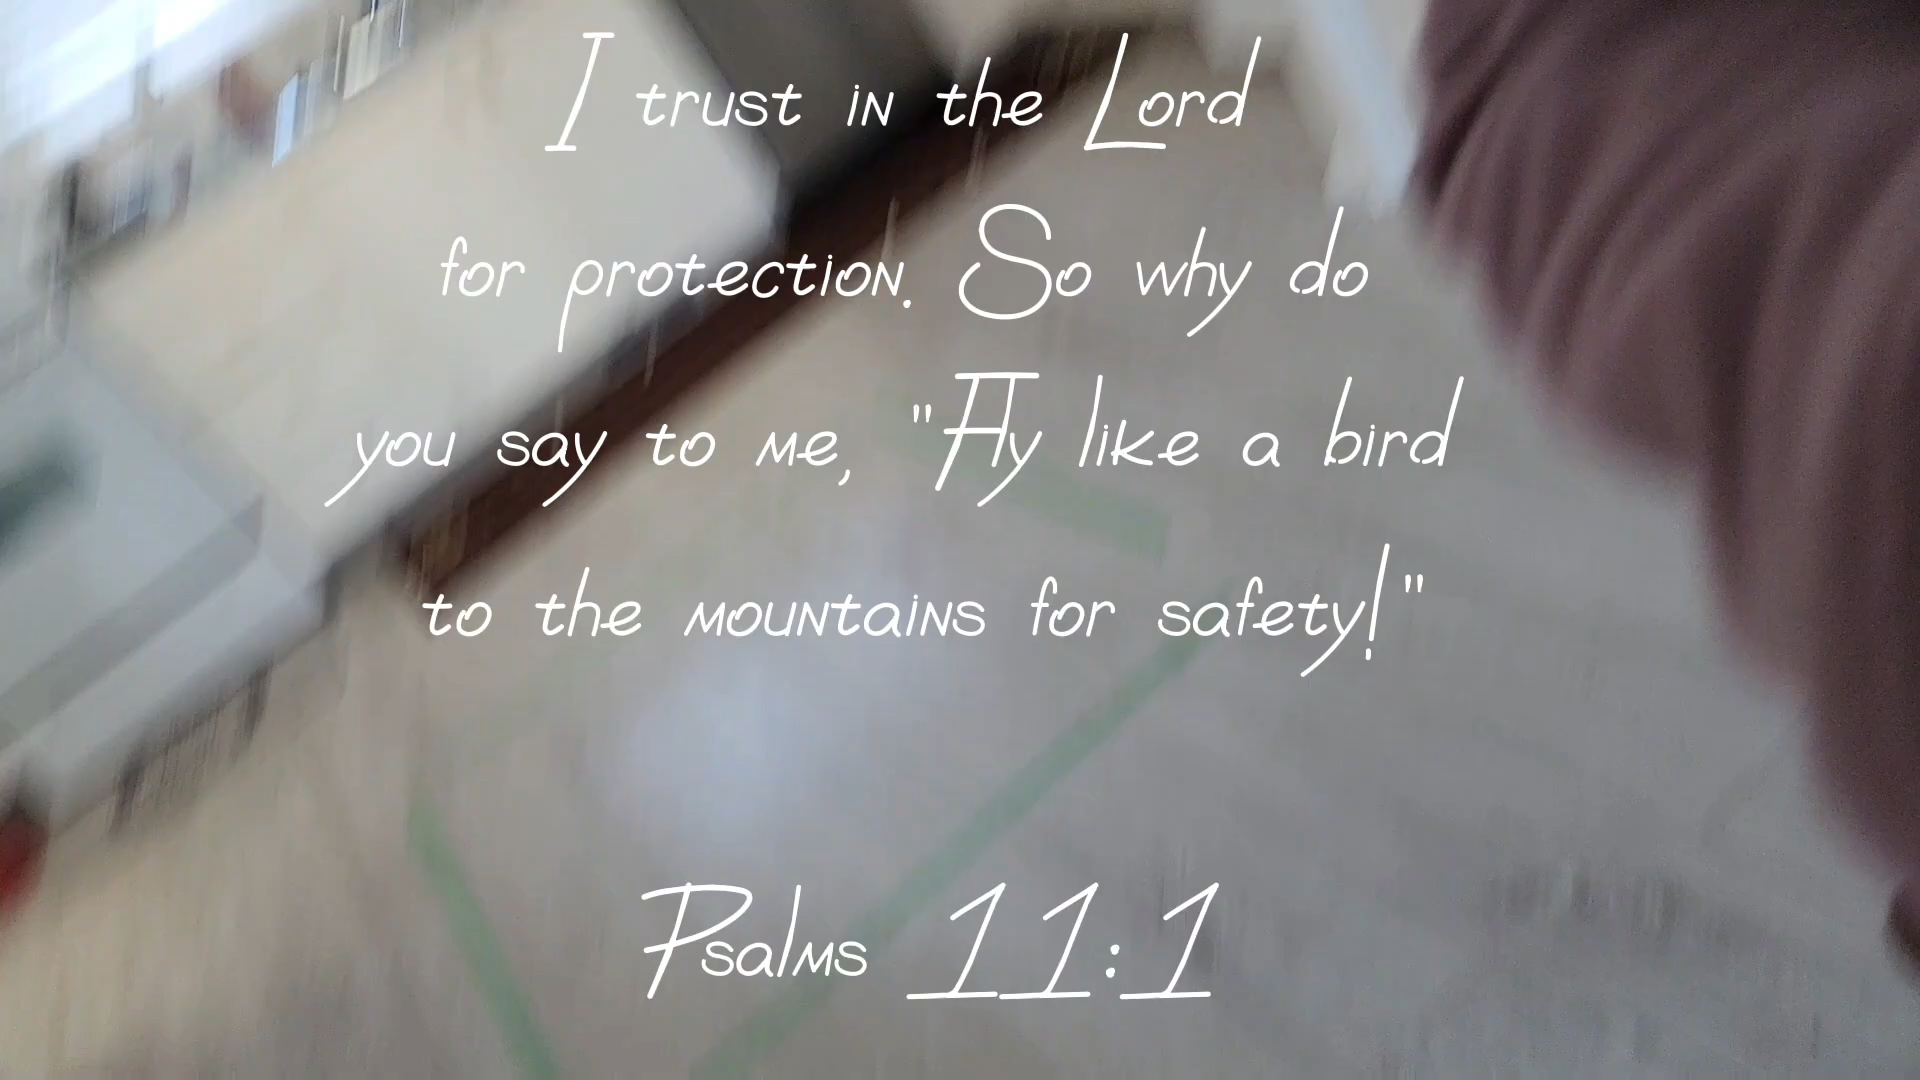 I trust in the Lord
for protection. So why do
you say to me, "Fly like a bird
to the mountains for safety!"
Psalms 11:1